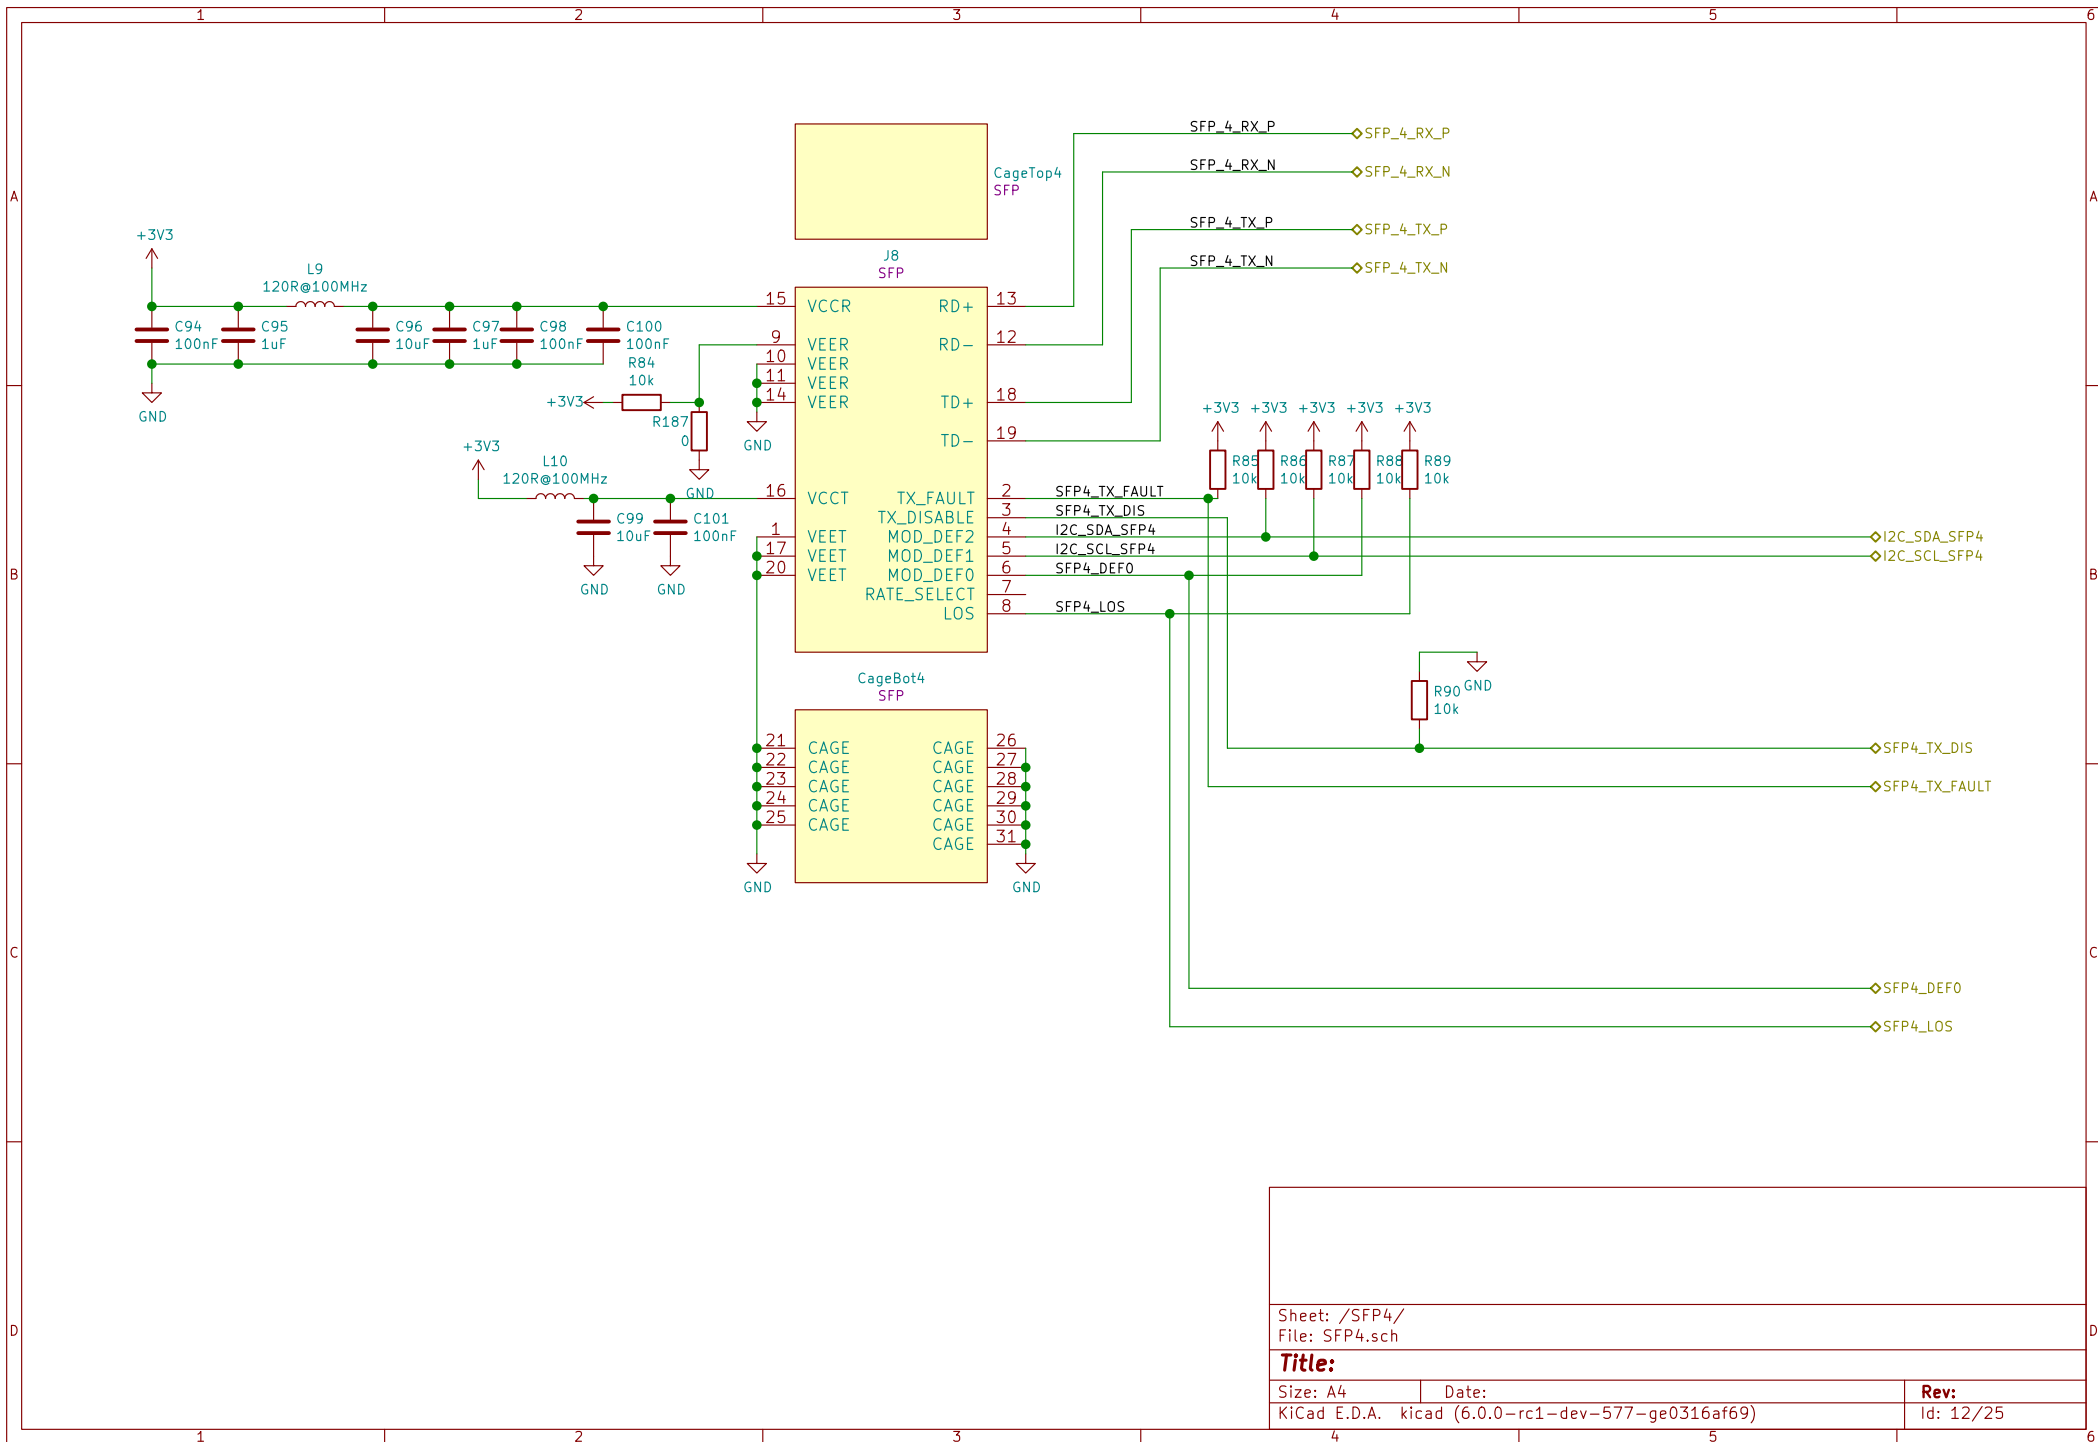 1 2 3 4 5 6
A
B
C
D
A
B
C
D
1 2 3 4 5 6
SFP_4_RX_P
SFP_4_RX_P
SFP_4_RX_N
SFP_4_RX_N
SFP_4_TX_P
SFP_4_TX_P
SFP_4_TX_N
SFP_4_TX_N
CageTop4
SFP
J8
SFP
+3V3
L9
120R@100MHz
C94
100nF
C95
1uF
C96
10uF
C97
1uF
C98
100nF
C100
100nF
GND
R84
10k
+3V3
R187
0
GND
GND
+3V3
L10
120R@100MHz
C99
10uF
C101
100nF
GND
GND
15 VCCR
9 VEER
10 VEER
11 VEER
14 VEER
16 VCCT
1 VEET
17 VEET
20 VEET
RD+ 13
RD- 12
TD+ 18
TD- 19
TX_FAULT 2
TX_DISABLE 3
MOD_DEF2 4
MOD_DEF1 5
MOD_DEF0 6
RATE_SELECT 7
LOS 8
SFP4_TX_FAULT
SFP4_TX_DIS
I2C_SDA_SFP4
I2C_SCL_SFP4
SFP4_DEF0
SFP4_LOS
+3V3 +3V3 +3V3 +3V3 +3V3
R85
10k
R86
10k
R87
10k
R88
10k
R89
10k
I2C_SDA_SFP4
I2C_SCL_SFP4
GND
R90
10k
SFP4_TX_DIS
SFP4_TX_FAULT
SFP4_DEF0
SFP4_LOS
CageBot4
SFP
21 CAGE
22 CAGE
23 CAGE
24 CAGE
25 CAGE
CAGE 26
CAGE 27
CAGE 28
CAGE 29
CAGE 30
CAGE 31
GND
GND
Sheet: /SFP4/
File: SFP4.sch
Title:
Size: A4 Date: Rev:
KiCad E.D.A. kicad (6.0.0-rc1-dev-577-ge0316af69) Id: 12/25